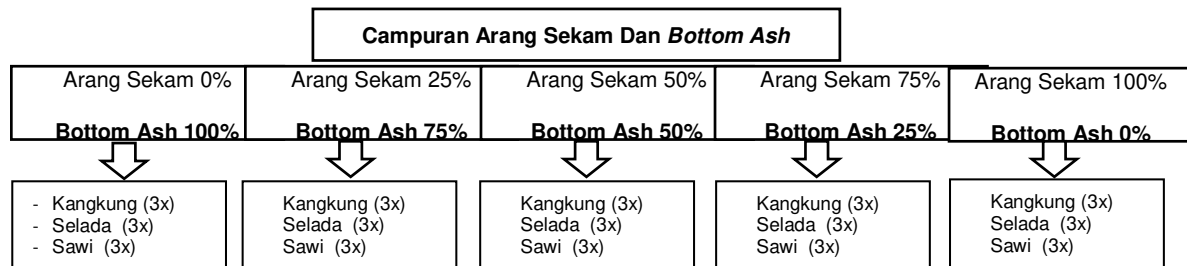 Campuran Arang Sekam Dan Bottom Ash
Arang Sekam 0%
Bottom Ash 100%
Arang Sekam 25%
Bottom Ash 75%
Arang Sekam 50%
Bottom Ash 50%
Arang Sekam 75%
Bottom Ash 25%
Arang Sekam 100%
Bottom Ash 0%
- Kangkung (3x)
- Selada (3x)
- Sawi (3x)
Kangkung (3x)
Selada (3x)
Sawi (3x)
Kangkung (3x)
Selada (3x)
Sawi (3x)
Kangkung (3x)
Selada (3x)
Sawi (3x)
Kangkung (3x)
Selada (3x)
Sawi (3x)